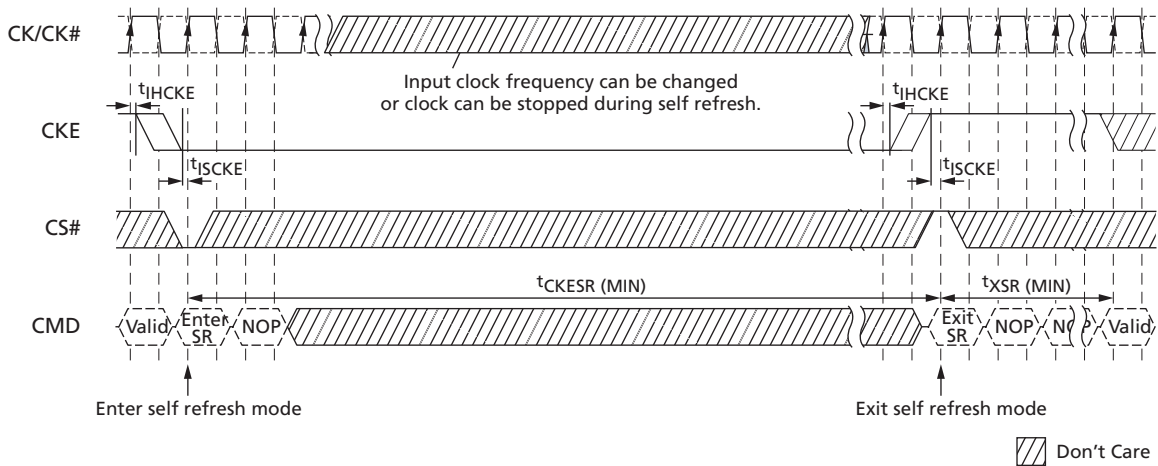 CK/CK#
Input clock frequency can be changed
or clock can be stopped during self refresh.
tIHCKE
tIHCKE
CKE
tISCKE
tISCKE
CS#
tCKESR (MIN)
tXSR (MIN)
CMD
Valid
Enter
SR
NOP
Exit
SR
NOP
NOP
Valid
Enter self refresh mode
Exit self refresh mode
Don't Care